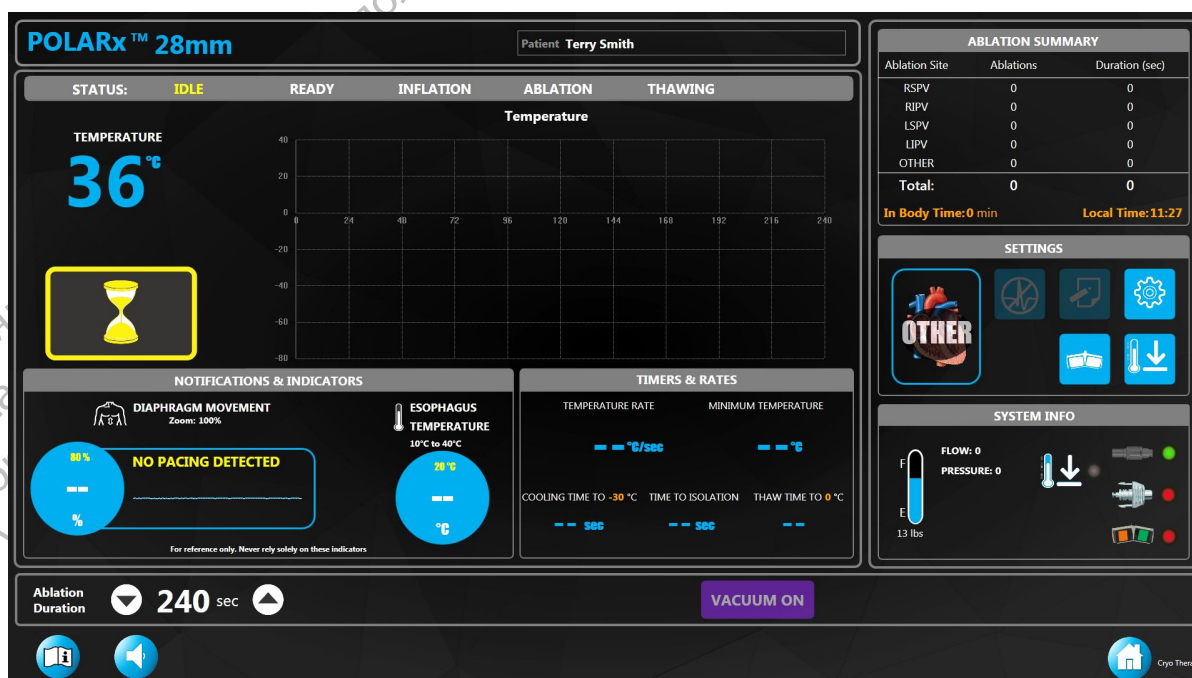 POLARx™ 28mm
Patient Terry Smith
STATUS: IDLE READY INFLATION ABLATION THAWING
TEMPERATURE
36 °C
Temperature
40
20
0
-20
-40
-60
-80
0 24 48 72 96 120 144 168 192 216 240
NOTIFICATIONS & INDICATORS
DIAPHRAGM MOVEMENT
Zoom: 100%
80 %
--
%
NO PACING DETECTED
ESOPHAGUS
TEMPERATURE
10°C to 40°C
20 °C
--
°C
For reference only. Never rely solely on these indicators
TIMERS & RATES
TEMPERATURE RATE MINIMUM TEMPERATURE
-- °C/sec -- °C
COOLING TIME TO -30 °C TIME TO ISOLATION THAW TIME TO 0 °C
-- sec -- sec --
ABLATION SUMMARY
Ablation Site Ablations Duration (sec)
RSPV 0 0
RIPV 0 0
LSPV 0 0
LIPV 0 0
OTHER 0 0
Total: 0 0
In Body Time: 0 min Local Time: 11:27
SETTINGS
OTHER
SYSTEM INFO
F
E
13 lbs
FLOW: 0
PRESSURE: 0
Ablation
Duration
240 sec
VACUUM ON
Cryo Thera